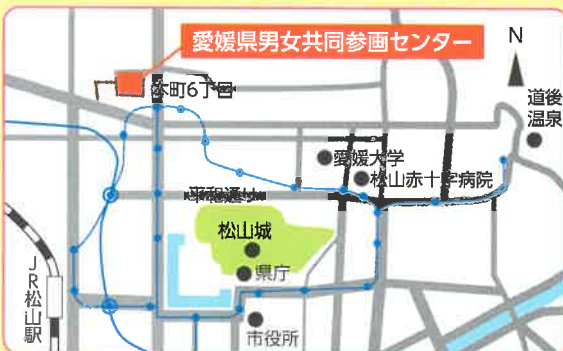 愛媛県男女共同参画センター
N
本町6丁目
道後
温泉
愛媛大学
松山赤十字病院
平和通り
松山城
県庁
JR松山駅
市役所